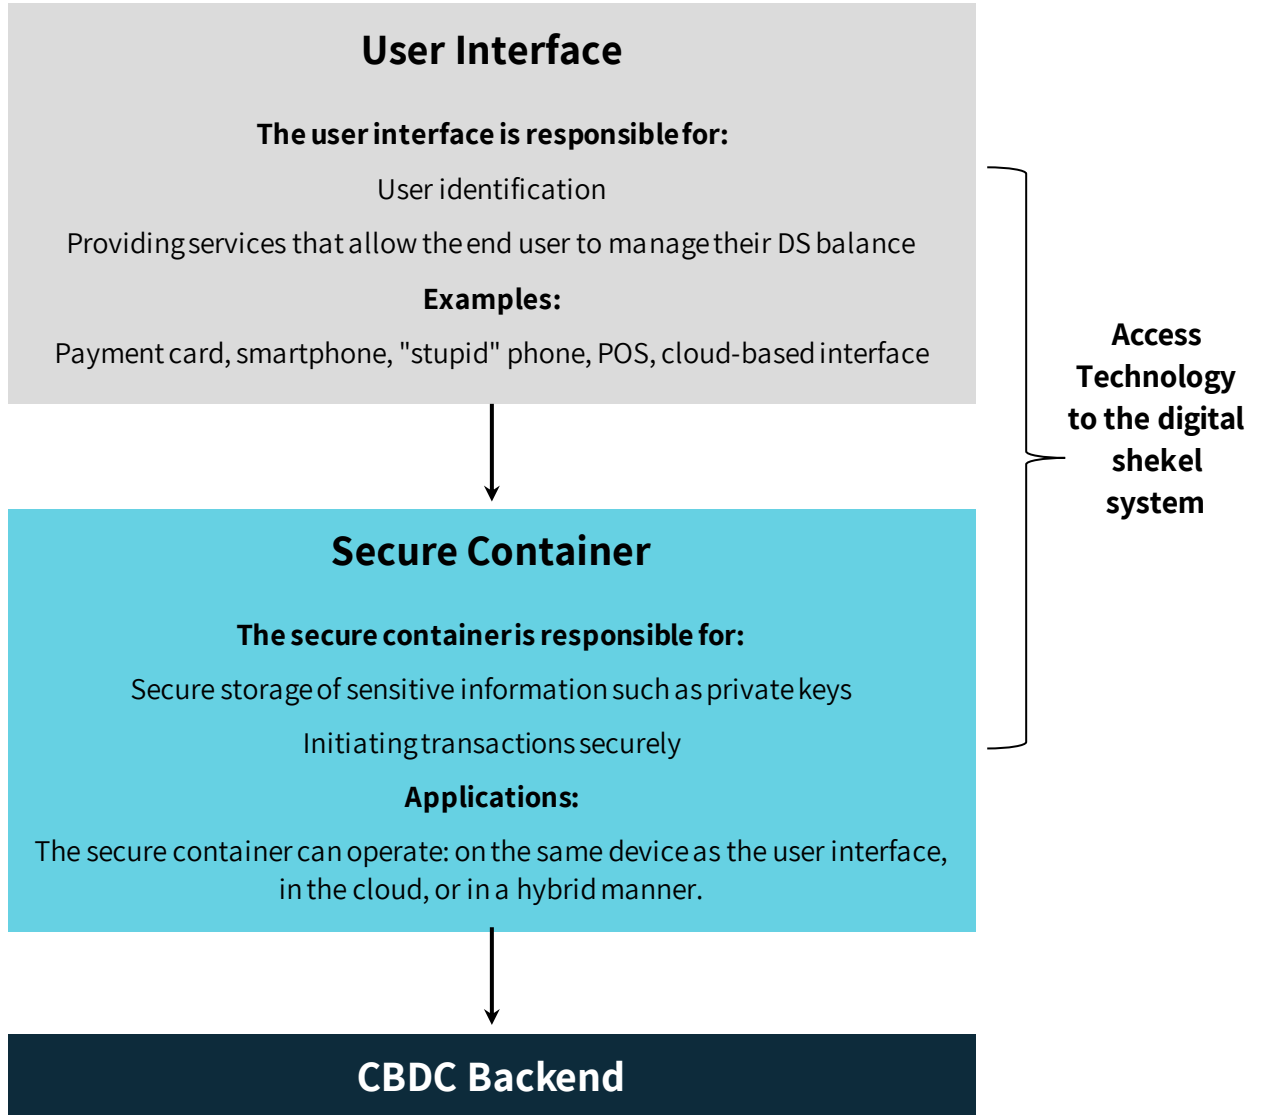 User Interface
The user interface is responsible for:
User identification
Providing services that allow the end user to manage their DS balance
Examples:
Payment card, smartphone, "stupid" phone, POS, cloud-based interface
Access
Technology
to the digital
shekel
system
Secure Container
The secure container is responsible for:
Secure storage of sensitive information such as private keys
Initiating transactions securely
Applications:
The secure container can operate: on the same device as the user interface,
in the cloud, or in a hybrid manner.
CBDC Backend